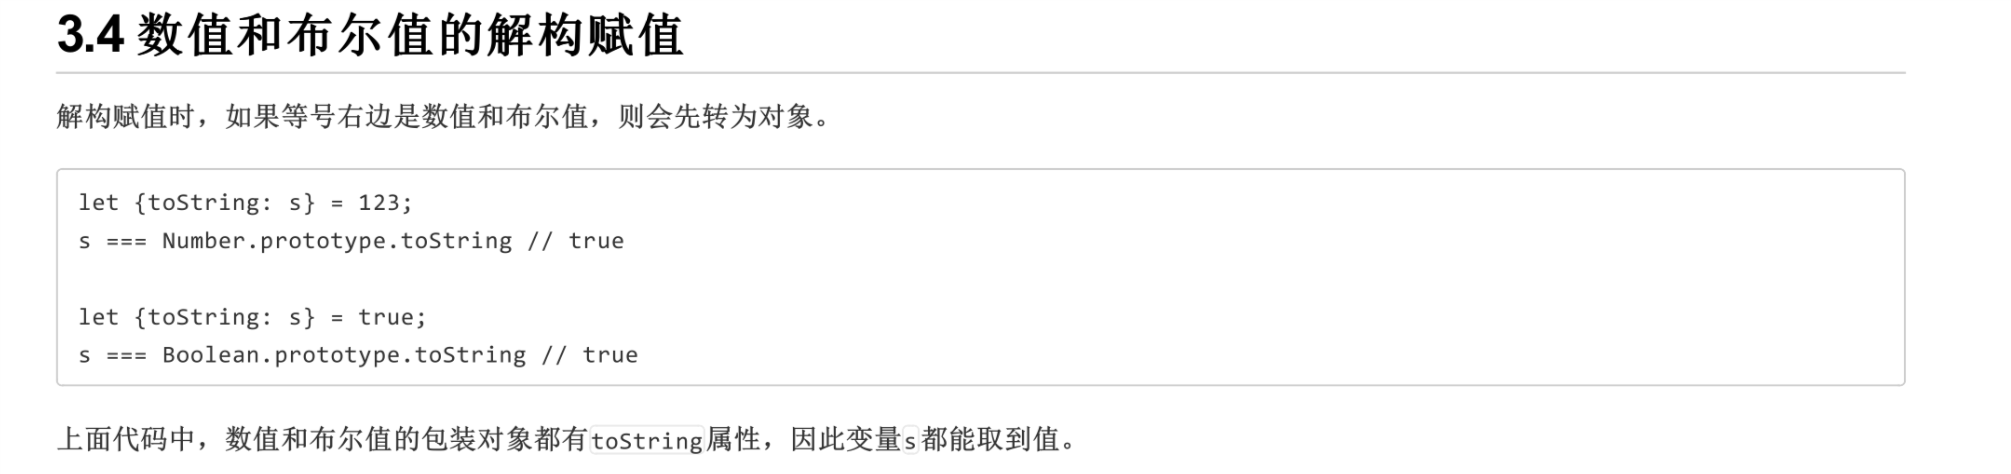 3.4 数值和布尔值的解构赋值
解构赋值时，如果等号右边是数值和布尔值，则会先转为对象。
let {toString: s} = 123;
s === Number.prototype.toString // true
let {toString: s} = true;
s === Boolean.prototype.toString // true
上面代码中，数值和布尔值的包装对象都有toString属性，因此变量s都能取到值。